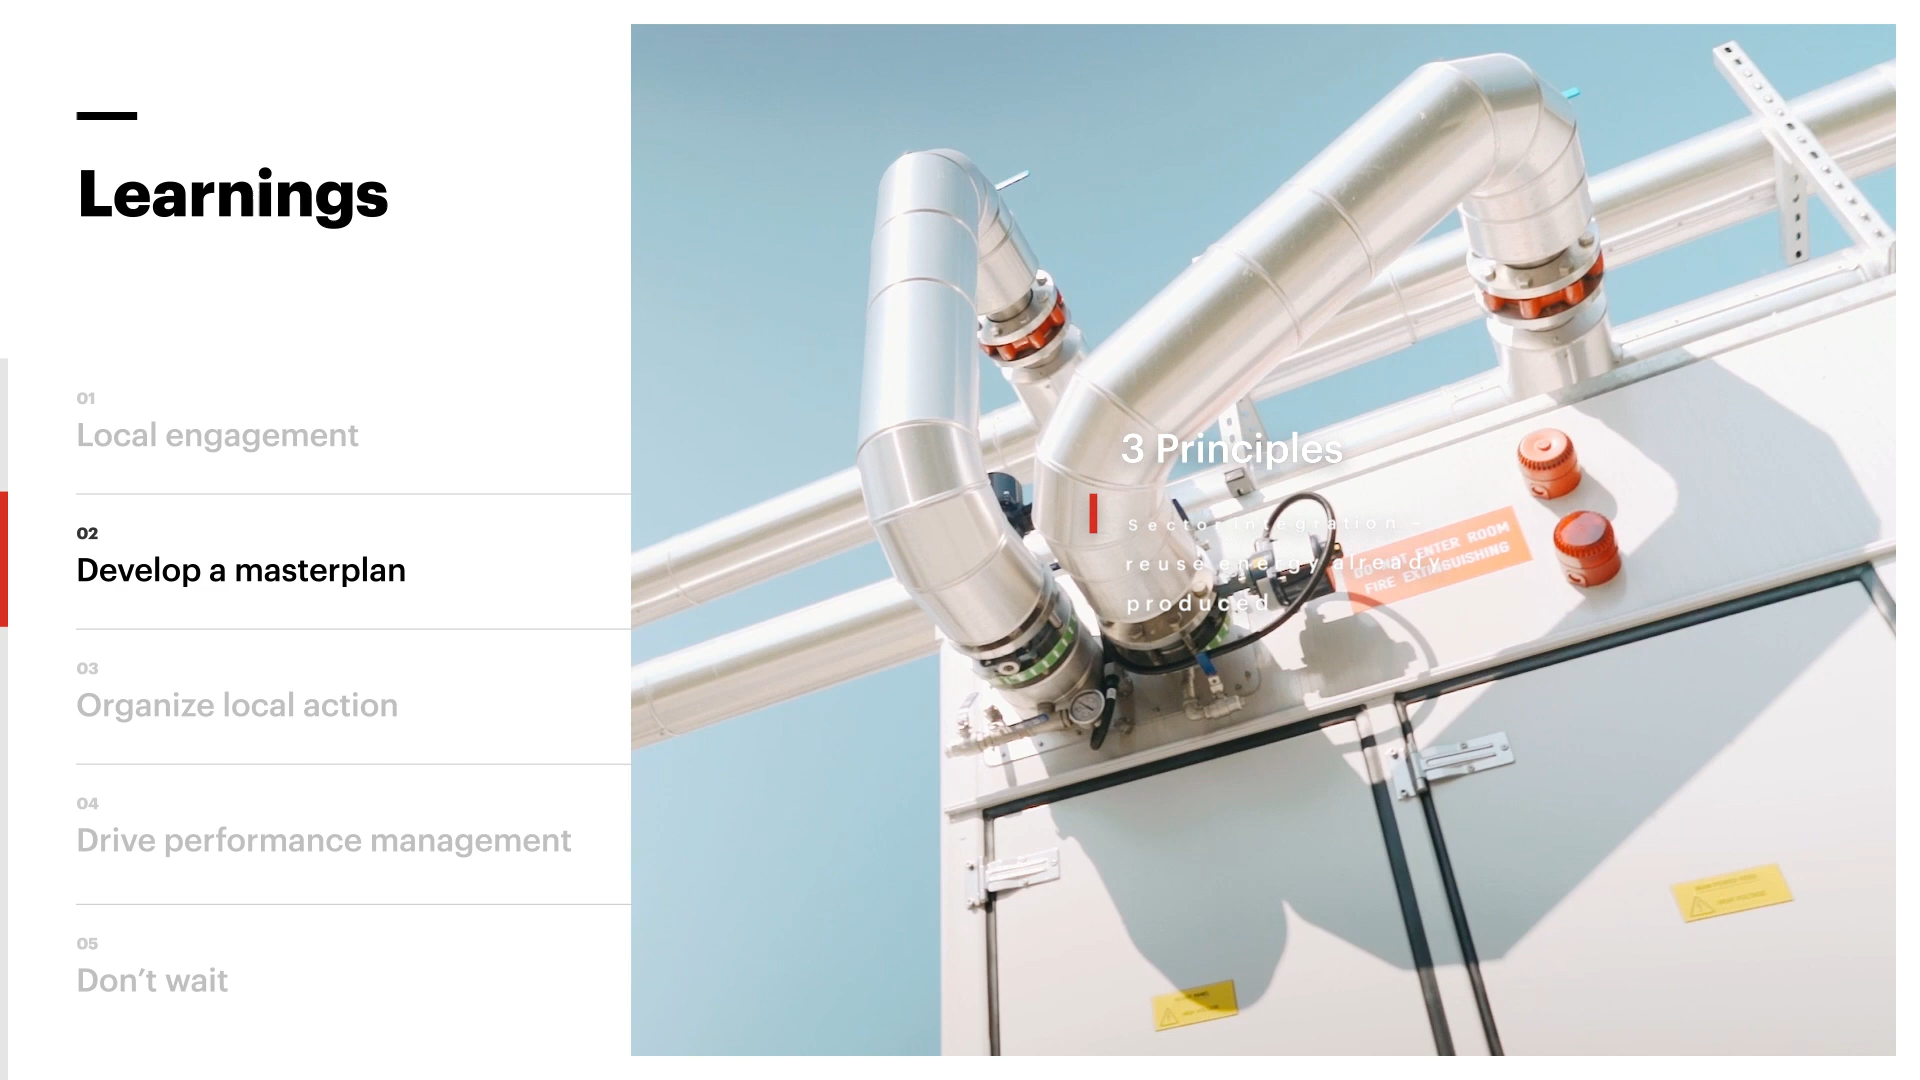 Learnings
01
Local engagement
02
Develop a masterplan
03
Organize local action
04
Drive performance management
05
Don’t wait
3 Principles
Sector integration –
reuse energy already
produced
DO NOT ENTER ROOM
FIRE EXTINGUISHING